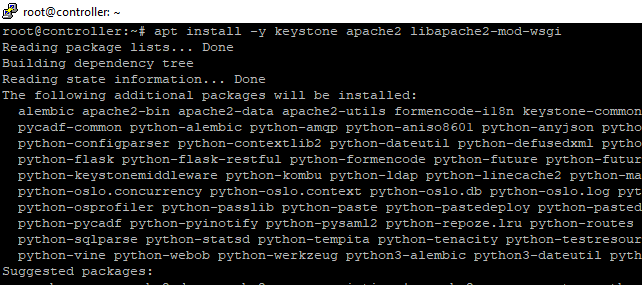 root@controller: ~
root@controller:~# apt install -y keystone apache2 libapache2-mod-wsgi
Reading package lists... Done
Building dependency tree
Reading state information... Done
The following additional packages will be installed:
alembic apache2-bin apache2-data apache2-utils formencode-i18n keystone-common
pycadf-common python-alembic python-amqp python-aniso8601 python-anyjson pytho
python-configparser python-contextlib2 python-dateutil python-defusedxml pytho
python-flask python-flask-restful python-formencode python-future python-futur
python-keystonemiddleware python-kombu python-ldap python-linecache2 python-ma
python-oslo.concurrency python-oslo.context python-oslo.db python-oslo.log pyt
python-osprofiler python-passlib python-paste python-pastedeploy python-pasted
python-pycadf python-pyinotify python-pysaml2 python-repoze.lru python-routes
python-sqlparse python-statsd python-tempita python-tenacity python-testresour
python-vine python-webob python-werkzeug python3-alembic python3-dateutil pyth
Suggested packages: